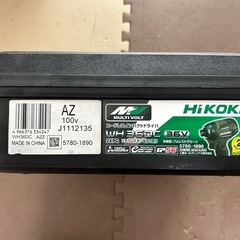 4 966376 334247
WH36DC AZZ
MADE IN CHINA
AZ
100v
J1112135
5780-1890
MULTI VOLT
WH 36DC 36V
IP56
5780-1890
HiKOKI